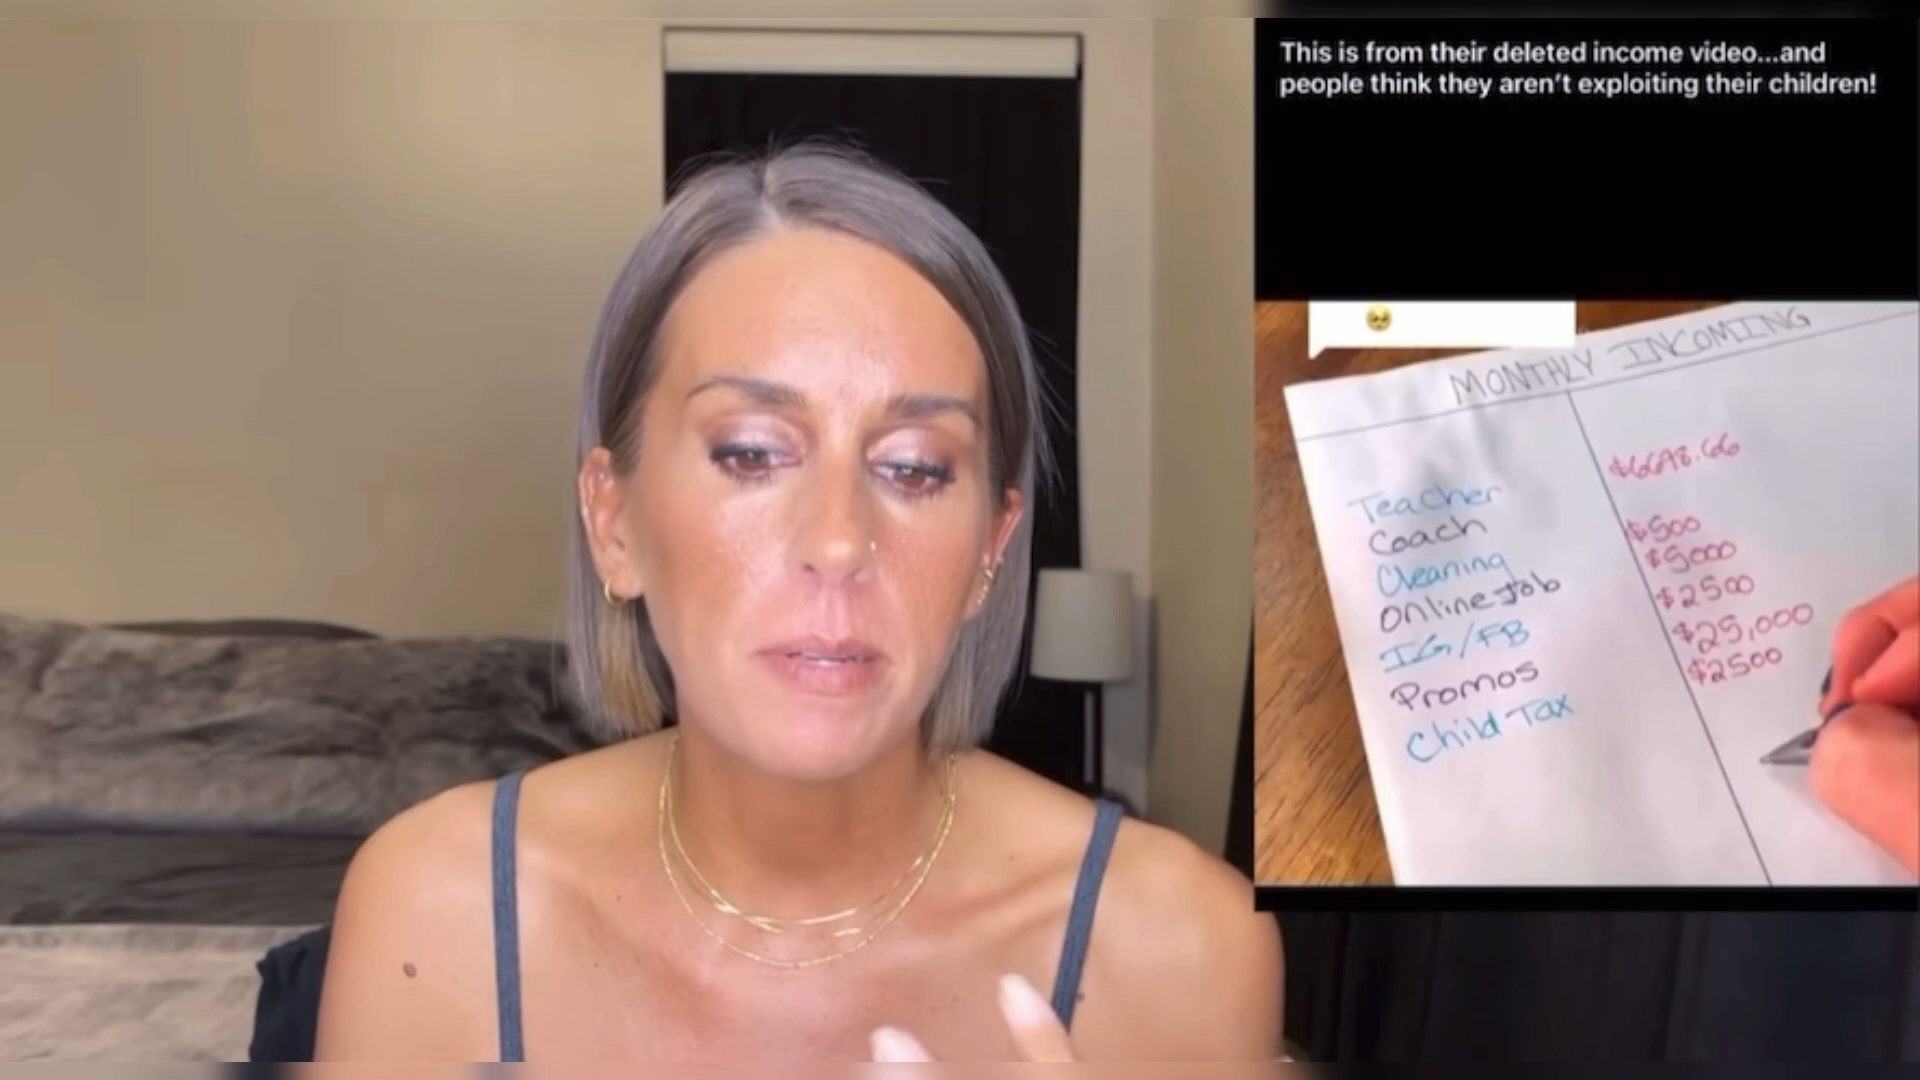 This is from their deleted income video...and
people think they aren't exploiting their children!
MONTHLY INCOMING
Teacher
Coach
Cleaning
Online Job
IG/FB
Promos
Child Tax
$6698.66
$500
$5000
$2500
$25,000
$2500